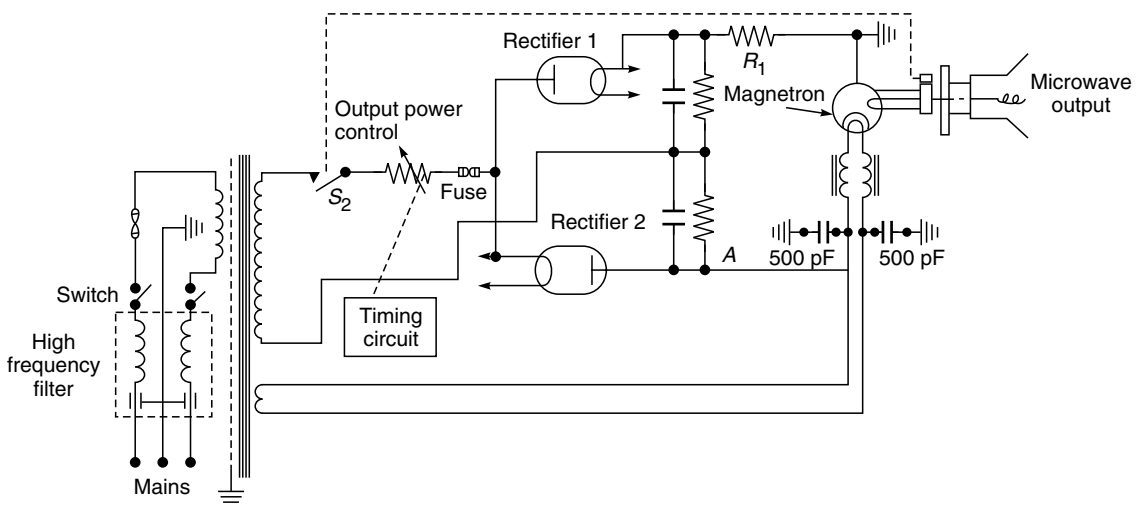 Rectifier 1
R1
Microwave
output
Magnetron
Output power
control
S2
Fuse
Rectifier 2
A
500 pF
500 pF
Switch
Timing
circuit
High
frequency
filter
Mains